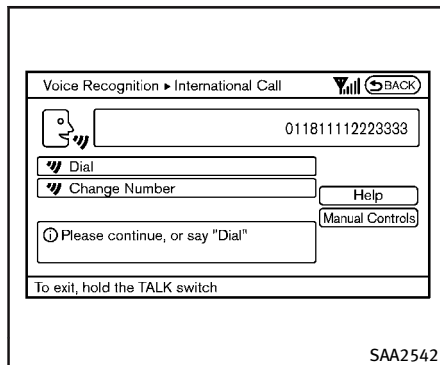 Voice Recognition ▸ International Call
BACK
011811112223333
Dial
Change Number
Help
Manual Controls
Please continue, or say "Dial"
To exit, hold the TALK switch
SAA2542